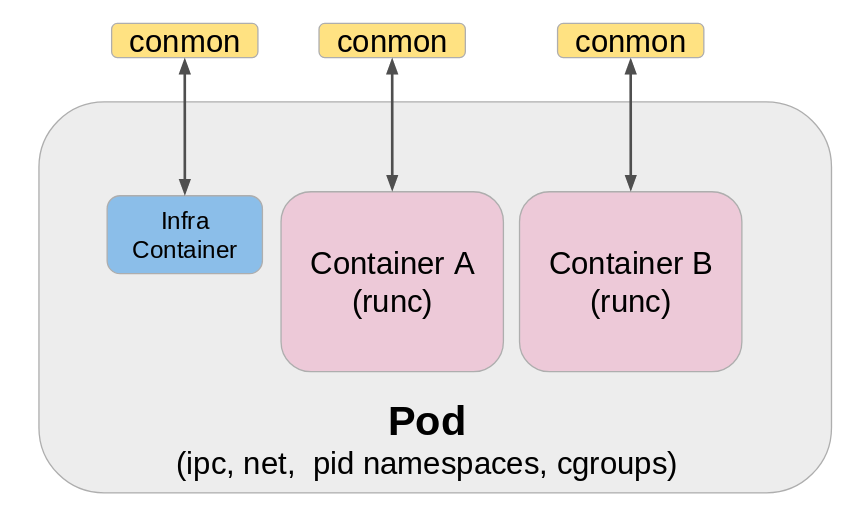 conmon
conmon
conmon
Infra
Container
Container A
(runc)
Container B
(runc)
Pod
(ipc, net,  pid namespaces, cgroups)